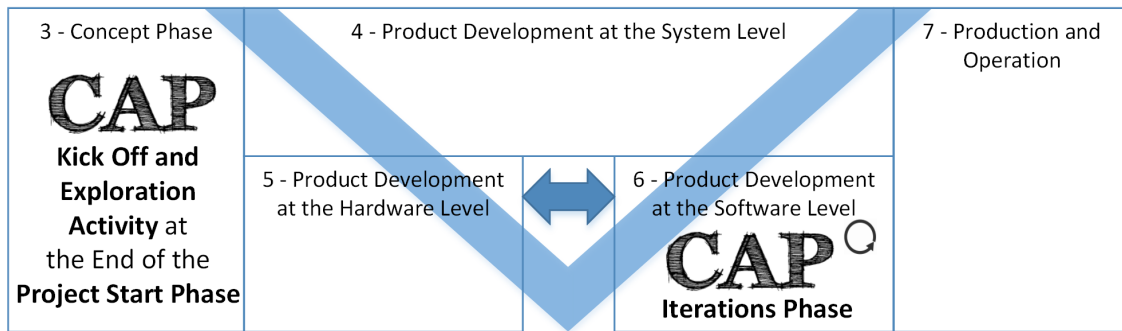 3 - Concept Phase
CAP
Kick Off and
Exploration
Activity at
the End of the
Project Start Phase
4 - Product Development at the System Level
5 - Product Development
at the Hardware Level
6 - Product Development
at the Software Level
CAP
Iterations Phase
7 - Production and
Operation